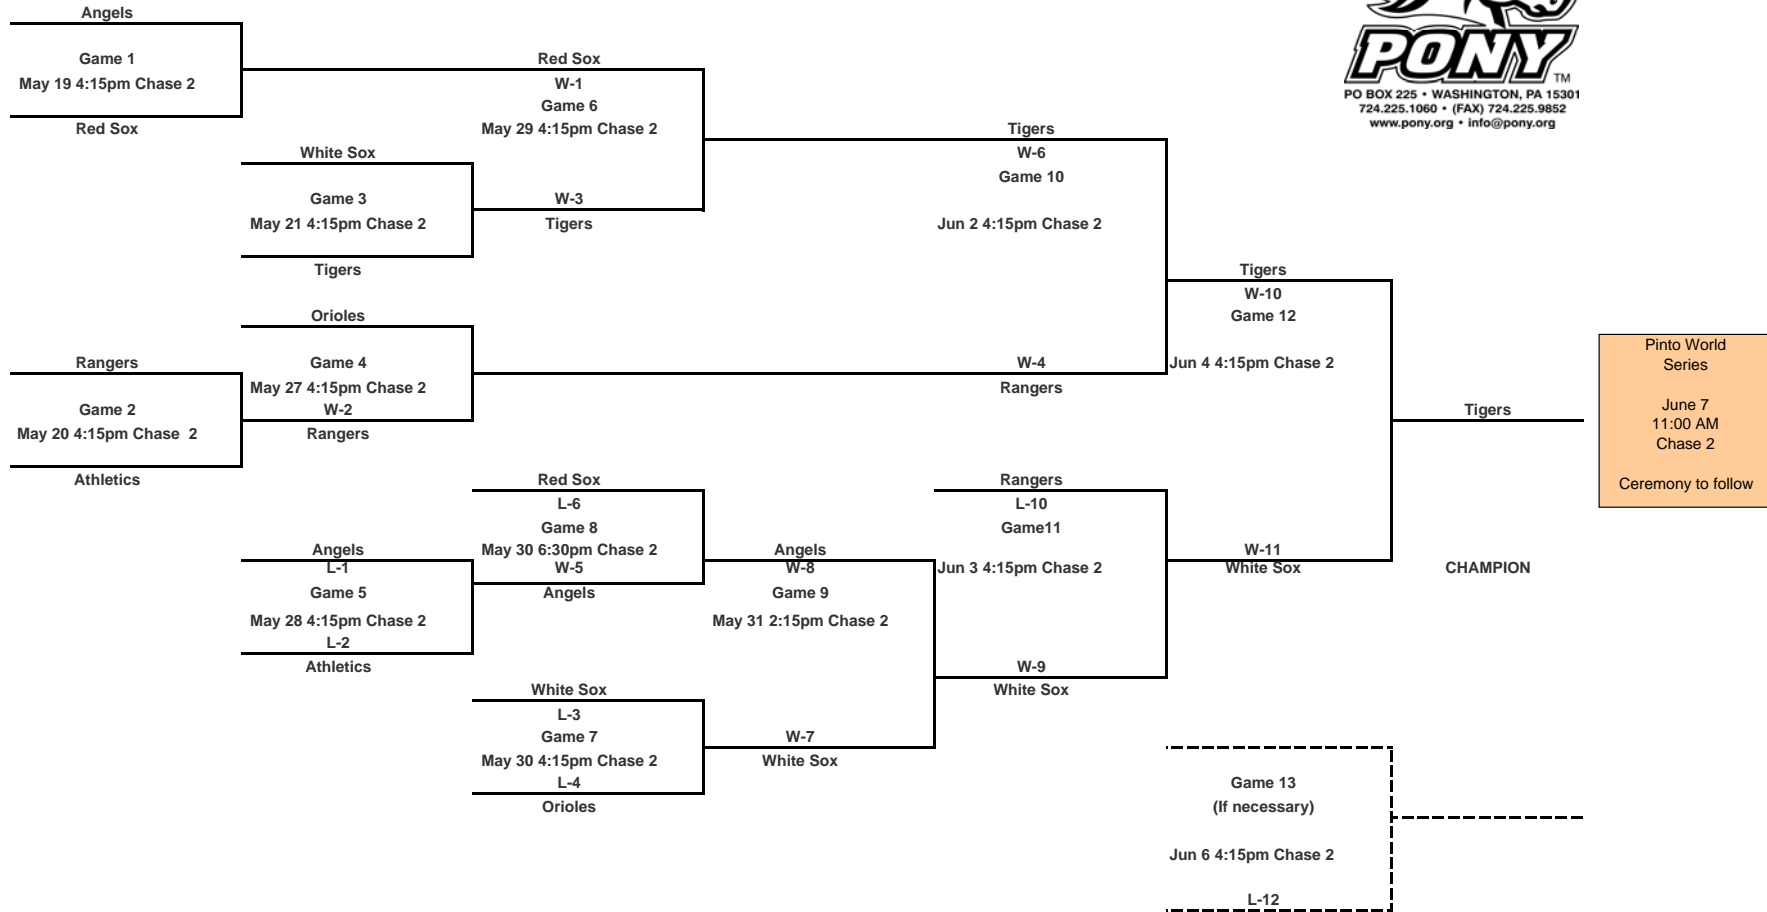 Angels
Game 1
May 19 4:15pm Chase 2
Red Sox
Red Sox
W-1
Game 6
May 29 4:15pm Chase 2
W-3
Tigers
White Sox
Game 3
May 21 4:15pm Chase 2
Tigers
Tigers
W-6
Game 10
Jun 2 4:15pm Chase 2
W-4
Rangers
PONY TM
PO BOX 225 • WASHINGTON, PA 15301
724.225.1060 • (FAX) 724.225.9852
www.pony.org • info@pony.org
Orioles
Game 4
May 27 4:15pm Chase 2
W-2
Rangers
Rangers
Game 2
May 20 4:15pm Chase 2
Athletics
Tigers
W-10
Game 12
Jun 4 4:15pm Chase 2
W-11
White Sox
Tigers
CHAMPION
Pinto World
Series
June 7
11:00 AM
Chase 2
Ceremony to follow
Red Sox
L-6
Game 8
May 30 6:30pm Chase 2
W-5
Angels
Angels
L-1
Game 5
May 28 4:15pm Chase 2
L-2
Athletics
Angels
W-8
Game 9
May 31 2:15pm Chase 2
W-7
White Sox
Rangers
L-10
Game11
Jun 3 4:15pm Chase 2
W-9
White Sox
White Sox
L-3
Game 7
May 30 4:15pm Chase 2
L-4
Orioles
Game 13
(If necessary)
Jun 6 4:15pm Chase 2
L-12